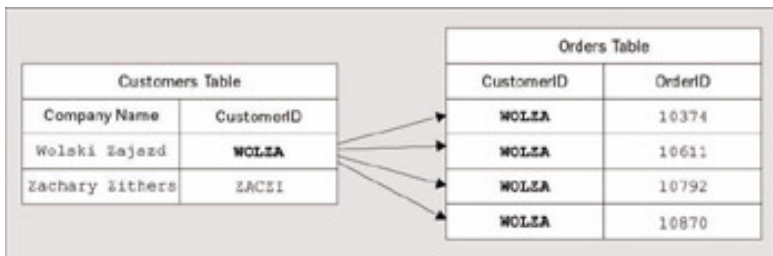 Customers Table
Company Name CustomerID
Wolski Zajazd WOLZA
Zachary Zithers ZACZI
Orders Table
CustomerID OrderID
WOLZA 10374
WOLZA 10611
WOLZA 10792
WOLZA 10870